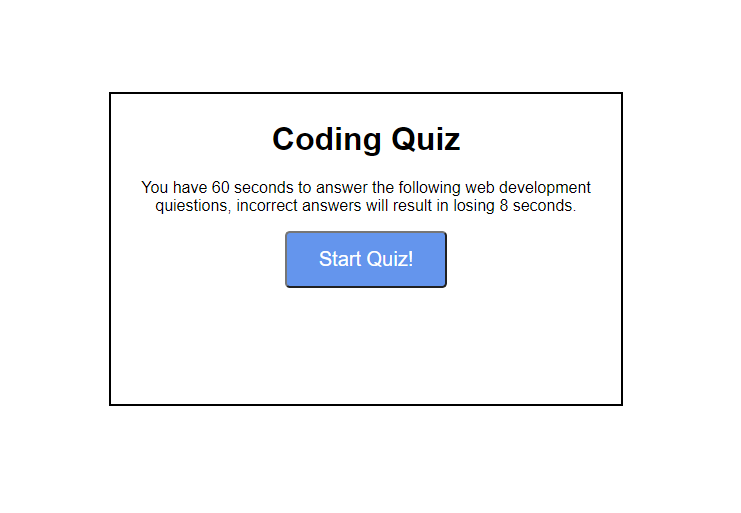 Coding Quiz
You have 60 seconds to answer the following web development
quiestions, incorrect answers will result in losing 8 seconds.
Start Quiz!